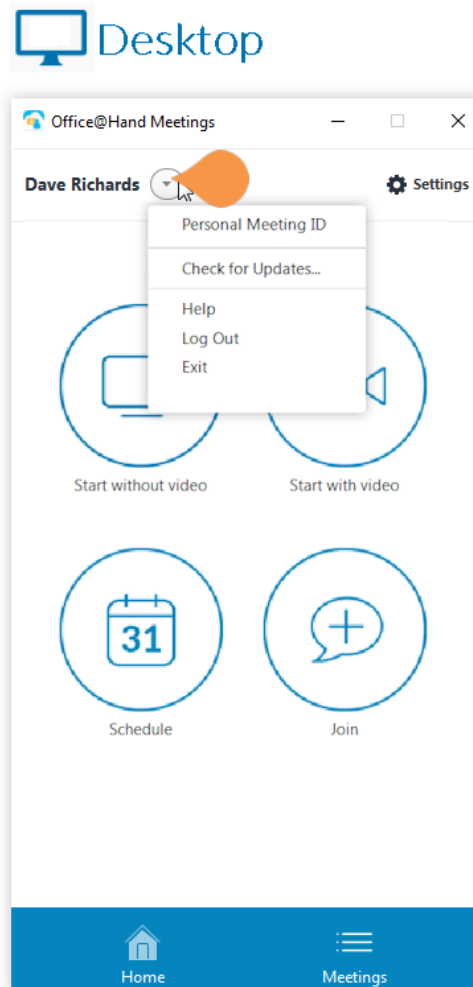 Desktop
Office@Hand Meetings
Dave Richards
Settings
Personal Meeting ID
Check for Updates...
Help
Log Out
Exit
Start without video
Start with video
31
Schedule
Join
Home
Meetings